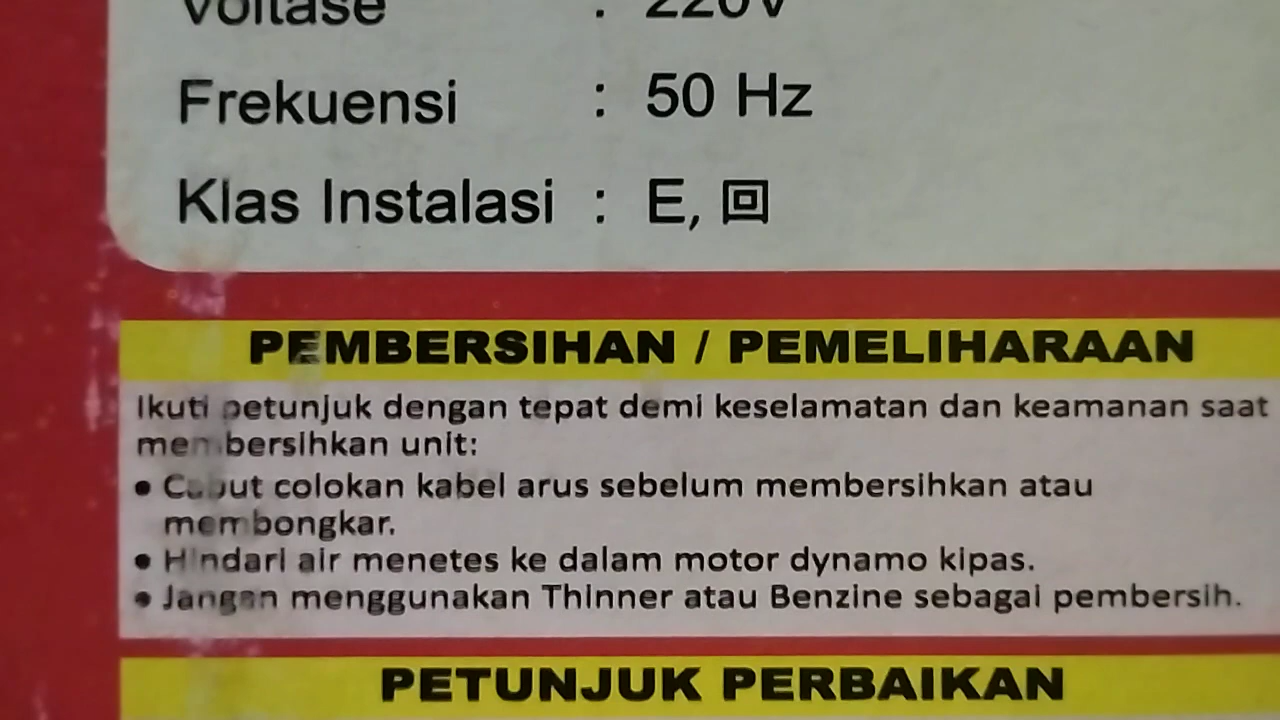 Voltase : 220V
Frekuensi : 50 Hz
Klas Instalasi : E, 回
PEMBERSIHAN / PEMELIHARAAN
Ikuti petunjuk dengan tepat demi keselamatan dan keamanan saat
membersihkan unit:
• Cabut colokan kabel arus sebelum membersihkan atau
membongkar.
• Hindari air menetes ke dalam motor dynamo kipas.
• Jangan menggunakan Thinner atau Benzine sebagai pembersih.
PETUNJUK PERBAIKAN